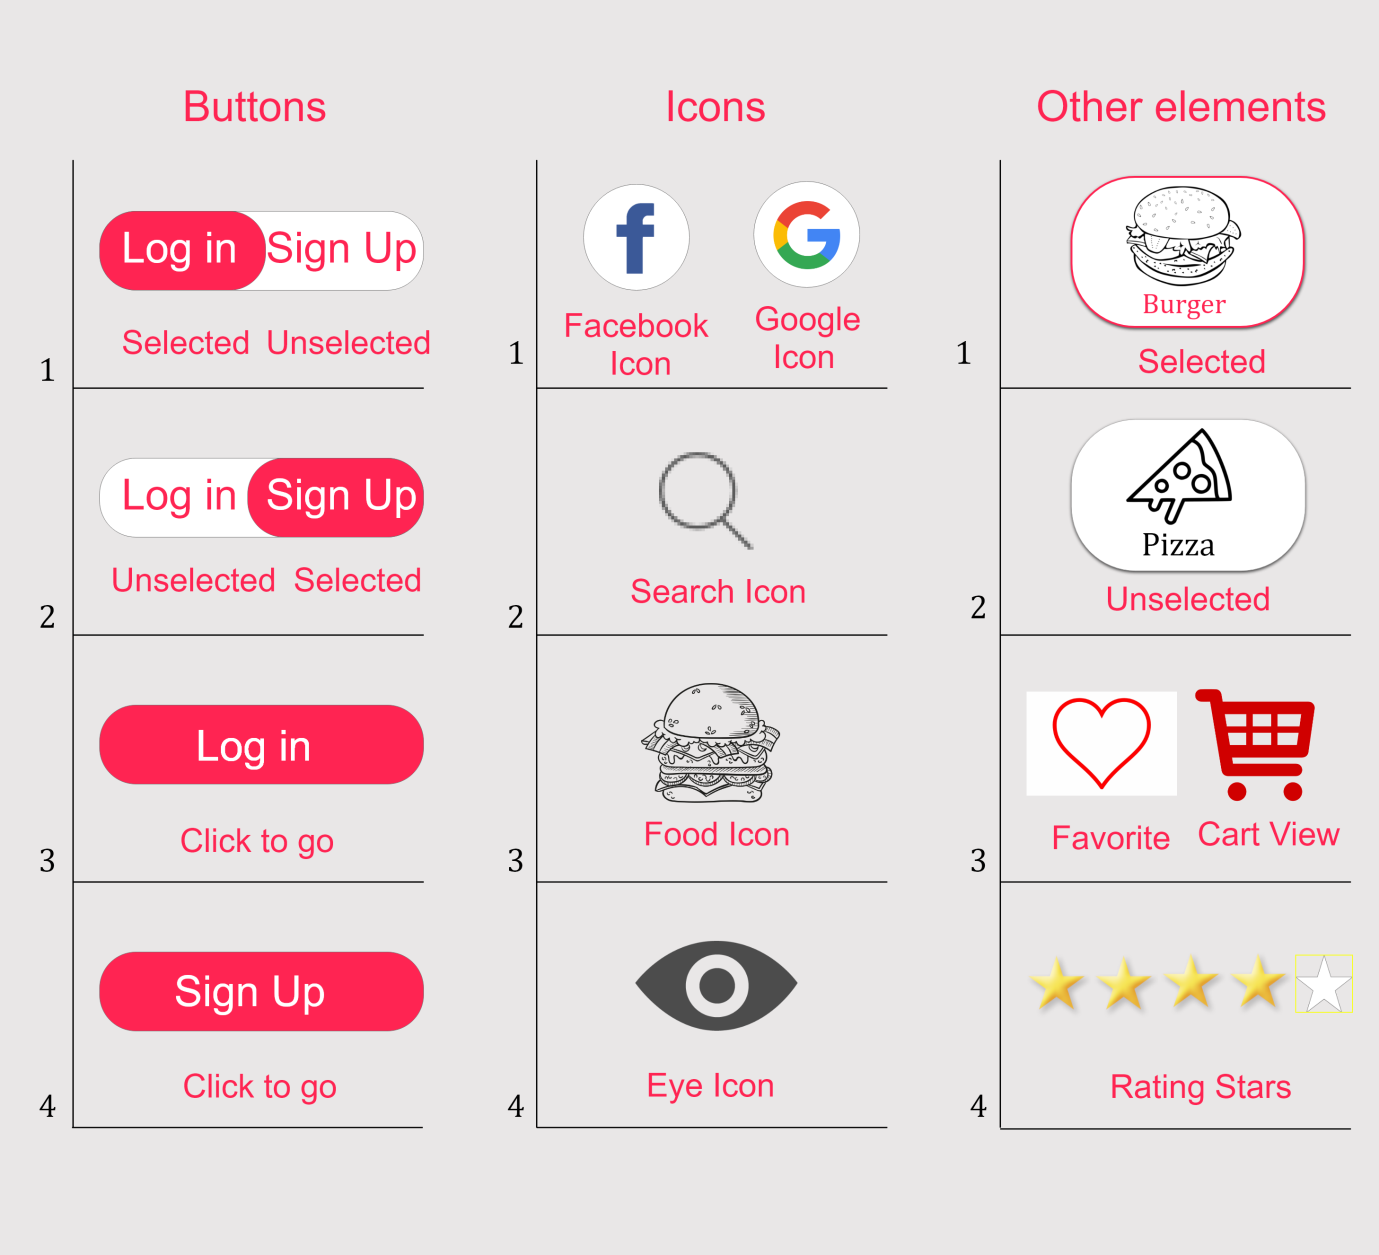 Buttons
Log in Sign Up
Selected Unselected
1
Log in Sign Up
Unselected Selected
2
Log in
Click to go
3
Sign Up
Click to go
4
Icons
Facebook
Icon
Google
Icon
1
Search Icon
2
Food Icon
3
Eye Icon
4
Other elements
Burger
Selected
1
Pizza
Unselected
2
Favorite Cart View
3
Rating Stars
4